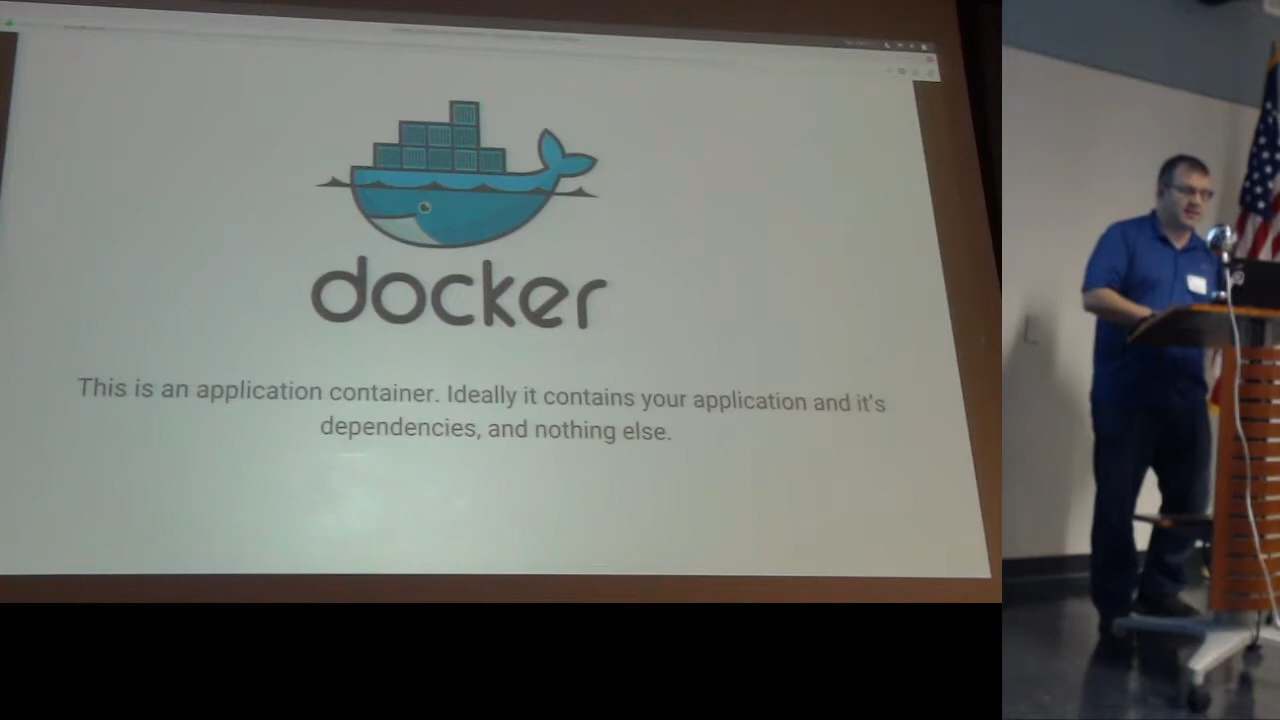 docker
This is an application container. Ideally it contains your application and it's
dependencies, and nothing else.